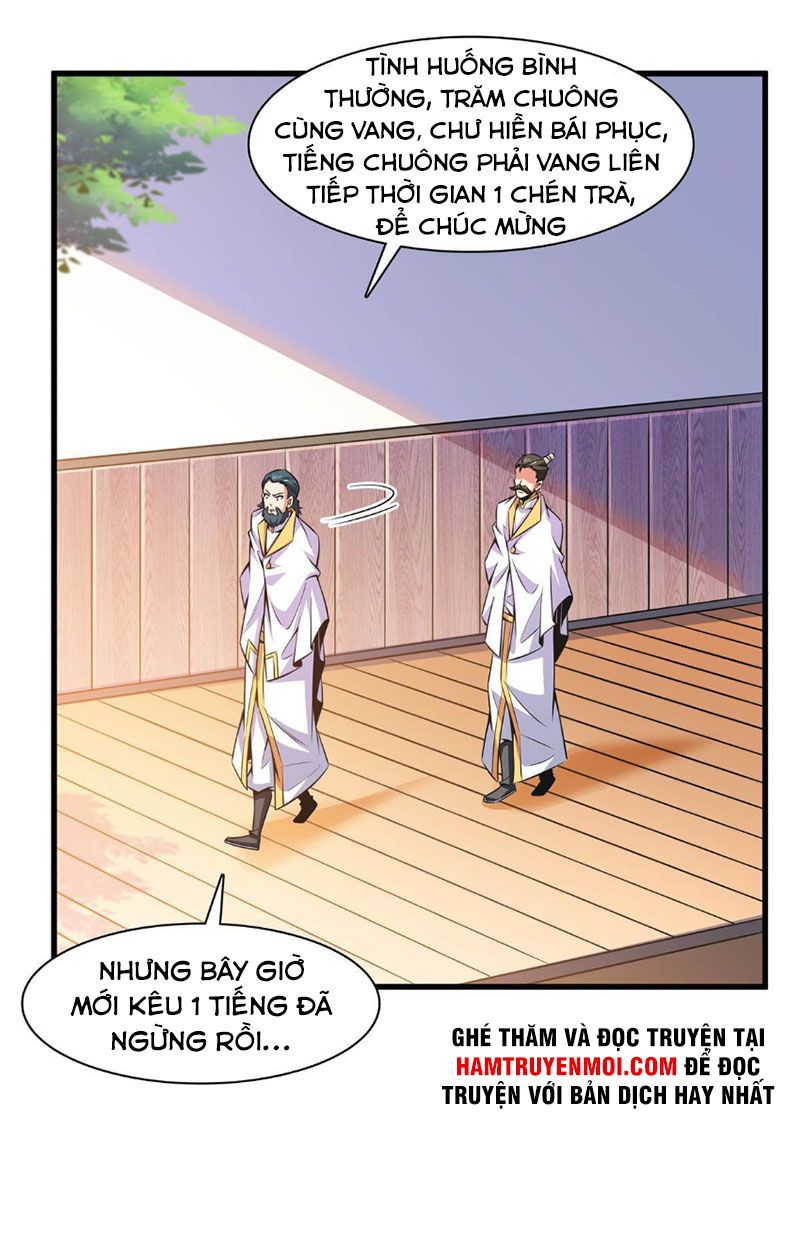 TÌNH HUỐNG BÌNH
THƯỜNG, TRĂM CHUÔNG
CÙNG VANG, CHƯ HIỀN BÁI PHỤC,
TIẾNG CHUÔNG PHẢI VANG LIÊN
TIẾP THỜI GIAN 1 CHÉN TRÀ,
ĐỂ CHÚC MỪNG
NHƯNG BÂY GIỜ
MỚI KÊU 1 TIẾNG ĐÃ
NGỪNG RỒI...
GHÉ THĂM VÀ ĐỌC TRUYỆN TẠI
HAMTRUYENMOI.COM ĐỂ ĐỌC
TRUYỆN VỚI BẢN DỊCH HAY NHẤT